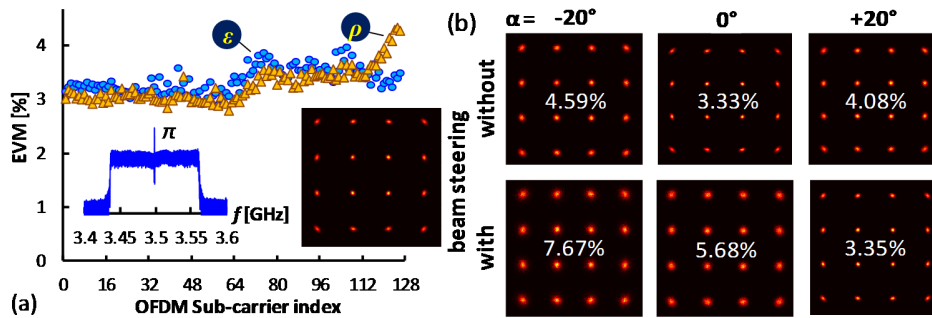 (b) α = -20° 0° +20°
4
3
2
1
0
EVM [%]
ε
ρ
π
f [GHz]
3.4 3.45 3.5 3.55 3.6
0 16 32 48 64 80 96 112 128
(a) OFDM Sub-carrier index
beam steering
without
4.59% 3.33% 4.08%
with
7.67% 5.68% 3.35%